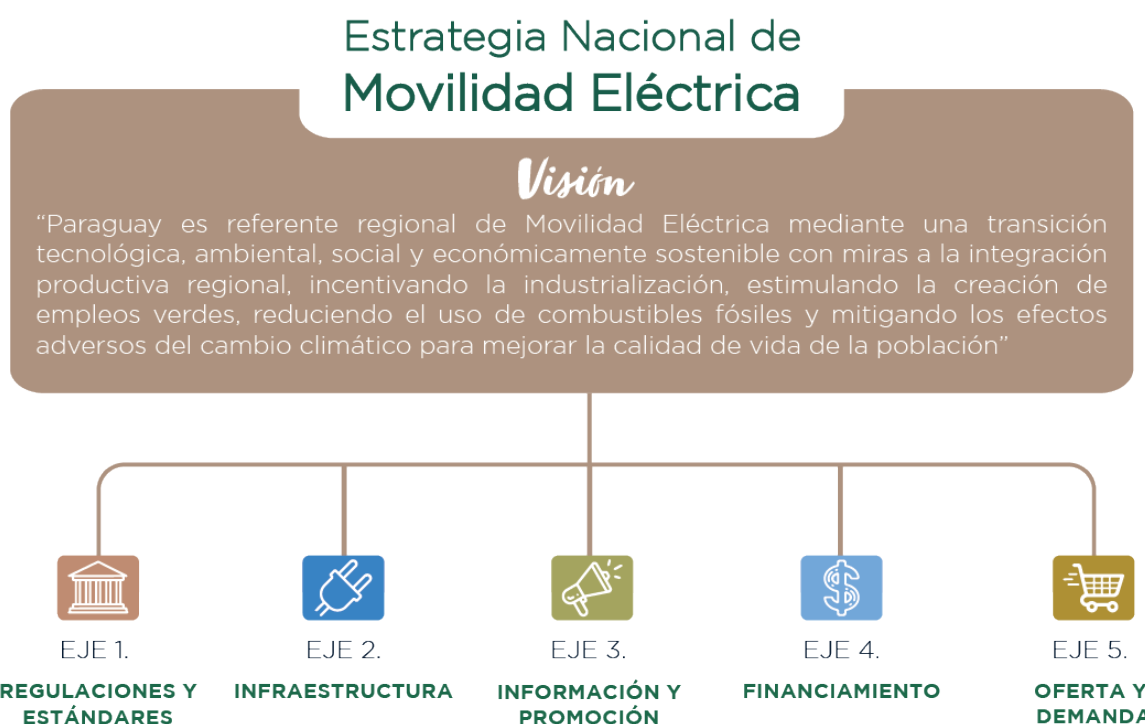 Estrategia Nacional de
Movilidad Eléctrica
Visión
“Paraguay es referente regional de Movilidad Eléctrica mediante una transición
tecnológica, ambiental, social y económicamente sostenible con miras a la integración
productiva regional, incentivando la industrialización, estimulando la creación de
empleos verdes, reduciendo el uso de combustibles fósiles y mitigando los efectos
adversos del cambio climático para mejorar la calidad de vida de la población”
EJE 1.
REGULACIONES Y
ESTÁNDARES
EJE 2.
INFRAESTRUCTURA
EJE 3.
INFORMACIÓN Y
PROMOCIÓN
EJE 4.
FINANCIAMIENTO
EJE 5.
OFERTA Y
DEMANDA